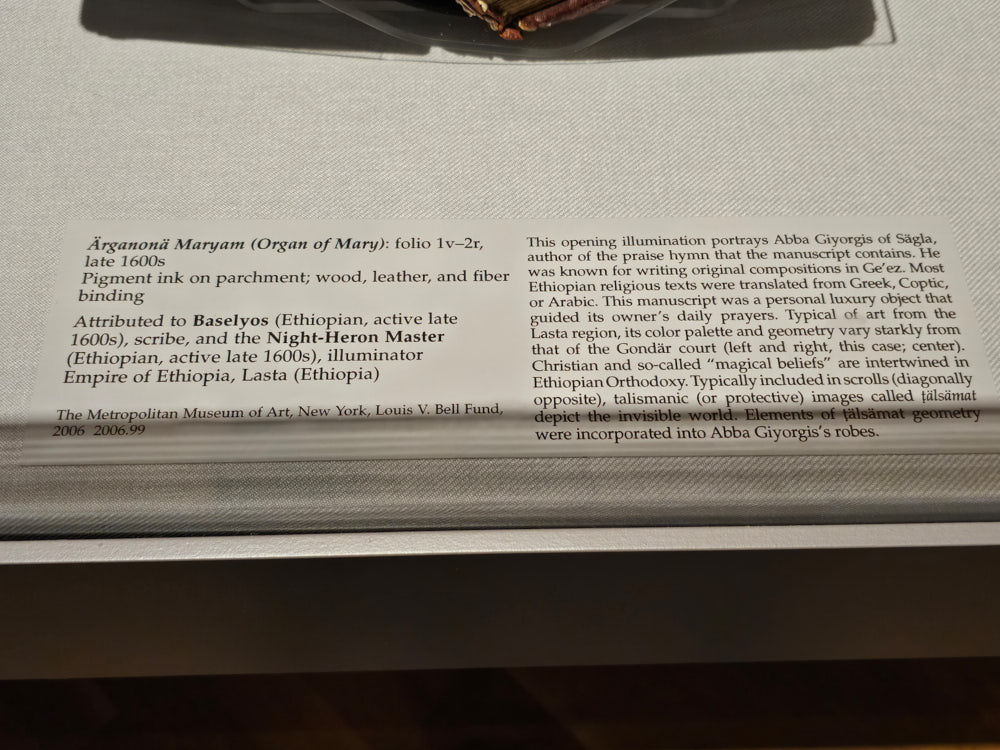 Ärganonä Maryam (Organ of Mary): folio 1v–2r,
late 1600s
Pigment ink on parchment; wood, leather, and fiber
binding
Attributed to Baselyos (Ethiopian, active late
1600s), scribe, and the Night-Heron Master
(Ethiopian, active late 1600s), illuminator
Empire of Ethiopia, Lasta (Ethiopia)
The Metropolitan Museum of Art, New York, Louis V. Bell Fund,
2006 2006.99
This opening illumination portrays Abba Giyorgis of Sägla,
author of the praise hymn that the manuscript contains. He
was known for writing original compositions in Ge'ez. Most
Ethiopian religious texts were translated from Greek, Coptic,
or Arabic. This manuscript was a personal luxury object that
guided its owner's daily prayers. Typical of art from the
Lasta region, its color palette and geometry vary starkly from
that of the Gondär court (left and right, this case; center).
Christian and so-called “magical beliefs” are intertwined in
Ethiopian Orthodoxy. Typically included in scrolls (diagonally
opposite), talismanic (or protective) images called ṭälsämat
depict the invisible world. Elements of ṭälsämat geometry
were incorporated into Abba Giyorgis's robes.